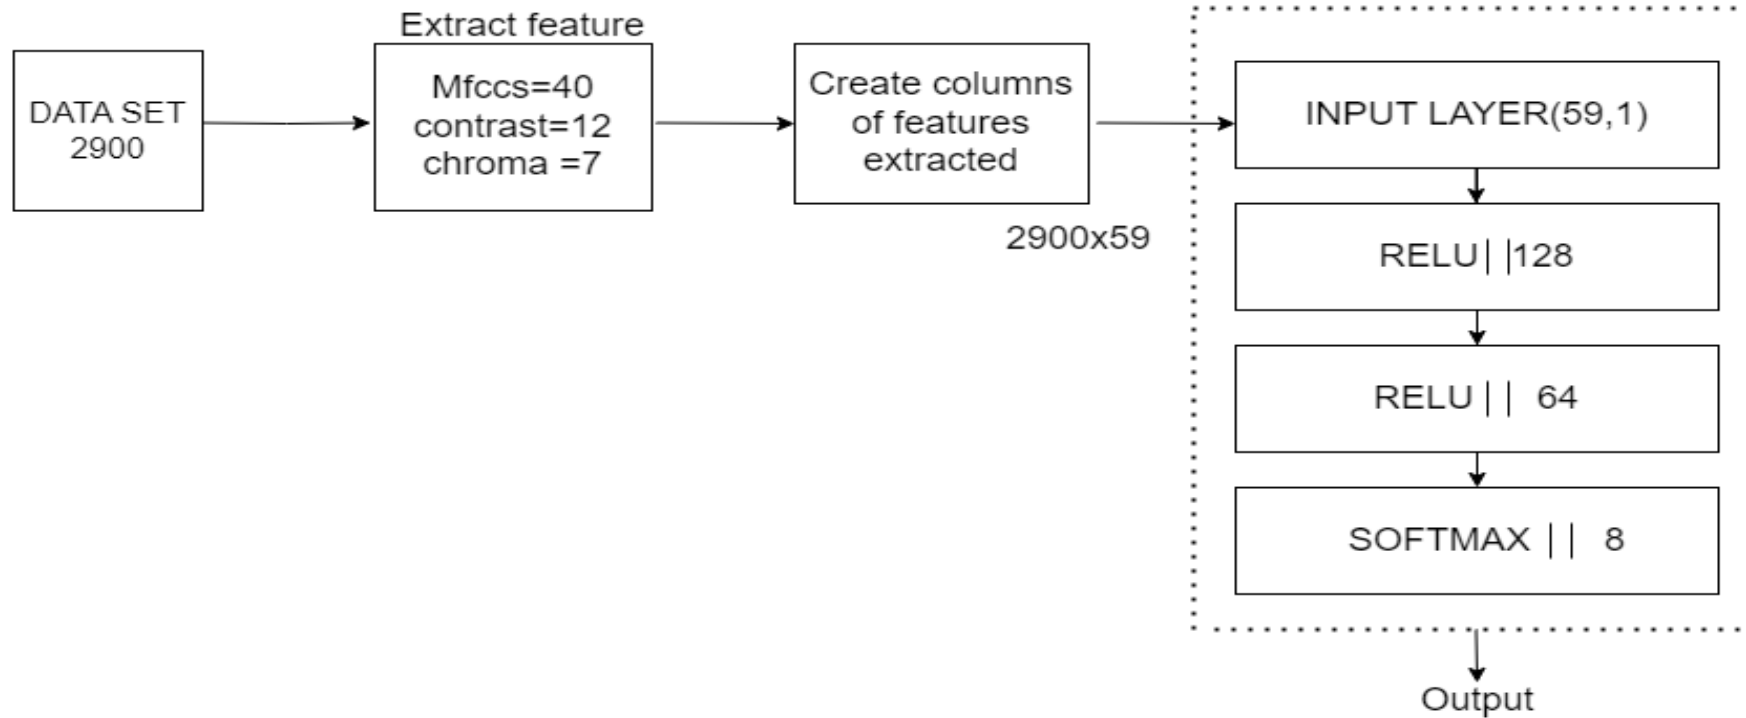 DATA SET
2900
Extract feature
Mfccs=40
contrast=12
chroma =7
Create columns
of features
extracted
2900x59
INPUT LAYER(59,1)
RELU||128
RELU|| 64
SOFTMAX || 8
Output